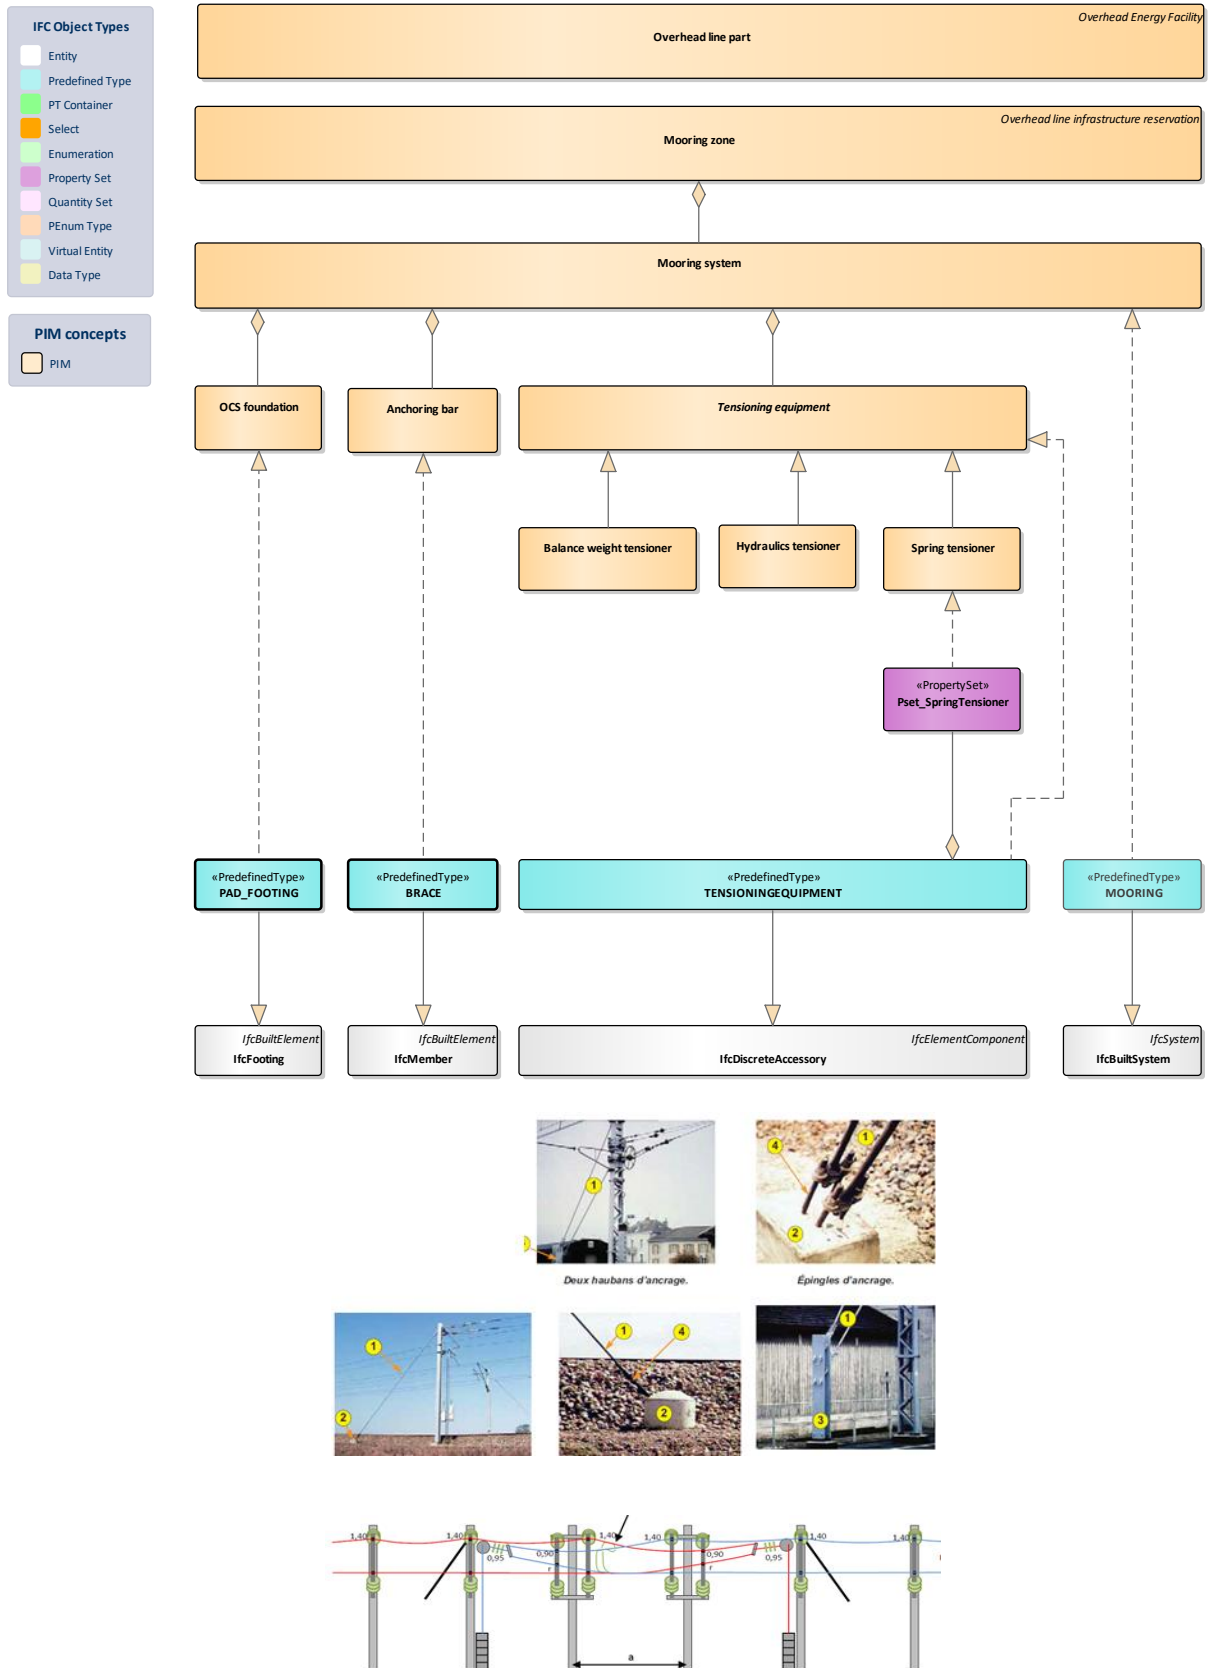 IFC Object Types
Entity
Predefined Type
PT Container
Select
Enumeration
Property Set
Quantity Set
PEnum Type
Virtual Entity
Data Type
PIM concepts
PIM
Overhead Energy Facility
Overhead line part
Overhead line infrastructure reservation
Mooring zone
Mooring system
OCS foundation
Anchoring bar
Tensioning equipment
Balance weight tensioner
Hydraulics tensioner
Spring tensioner
«PropertySet»
Pset_SpringTensioner
«PredefinedType»
PAD_FOOTING
«PredefinedType»
BRACE
«PredefinedType»
TENSIONINGEQUIPMENT
«PredefinedType»
MOORING
IfcBuiltElement
IfcFooting
IfcBuiltElement
IfcMember
IfcElementComponent
IfcDiscreteAccessory
IfcSystem
IfcBuiltSystem
1
4
1
2
Deux haubans d'ancrage.
Épingles d'ancrage.
1
2
1
4
2
1
3
1,40
1,40
1,40
1,40
1,40
1,40
0,95
0,90
0,90
0,95
r
r
a